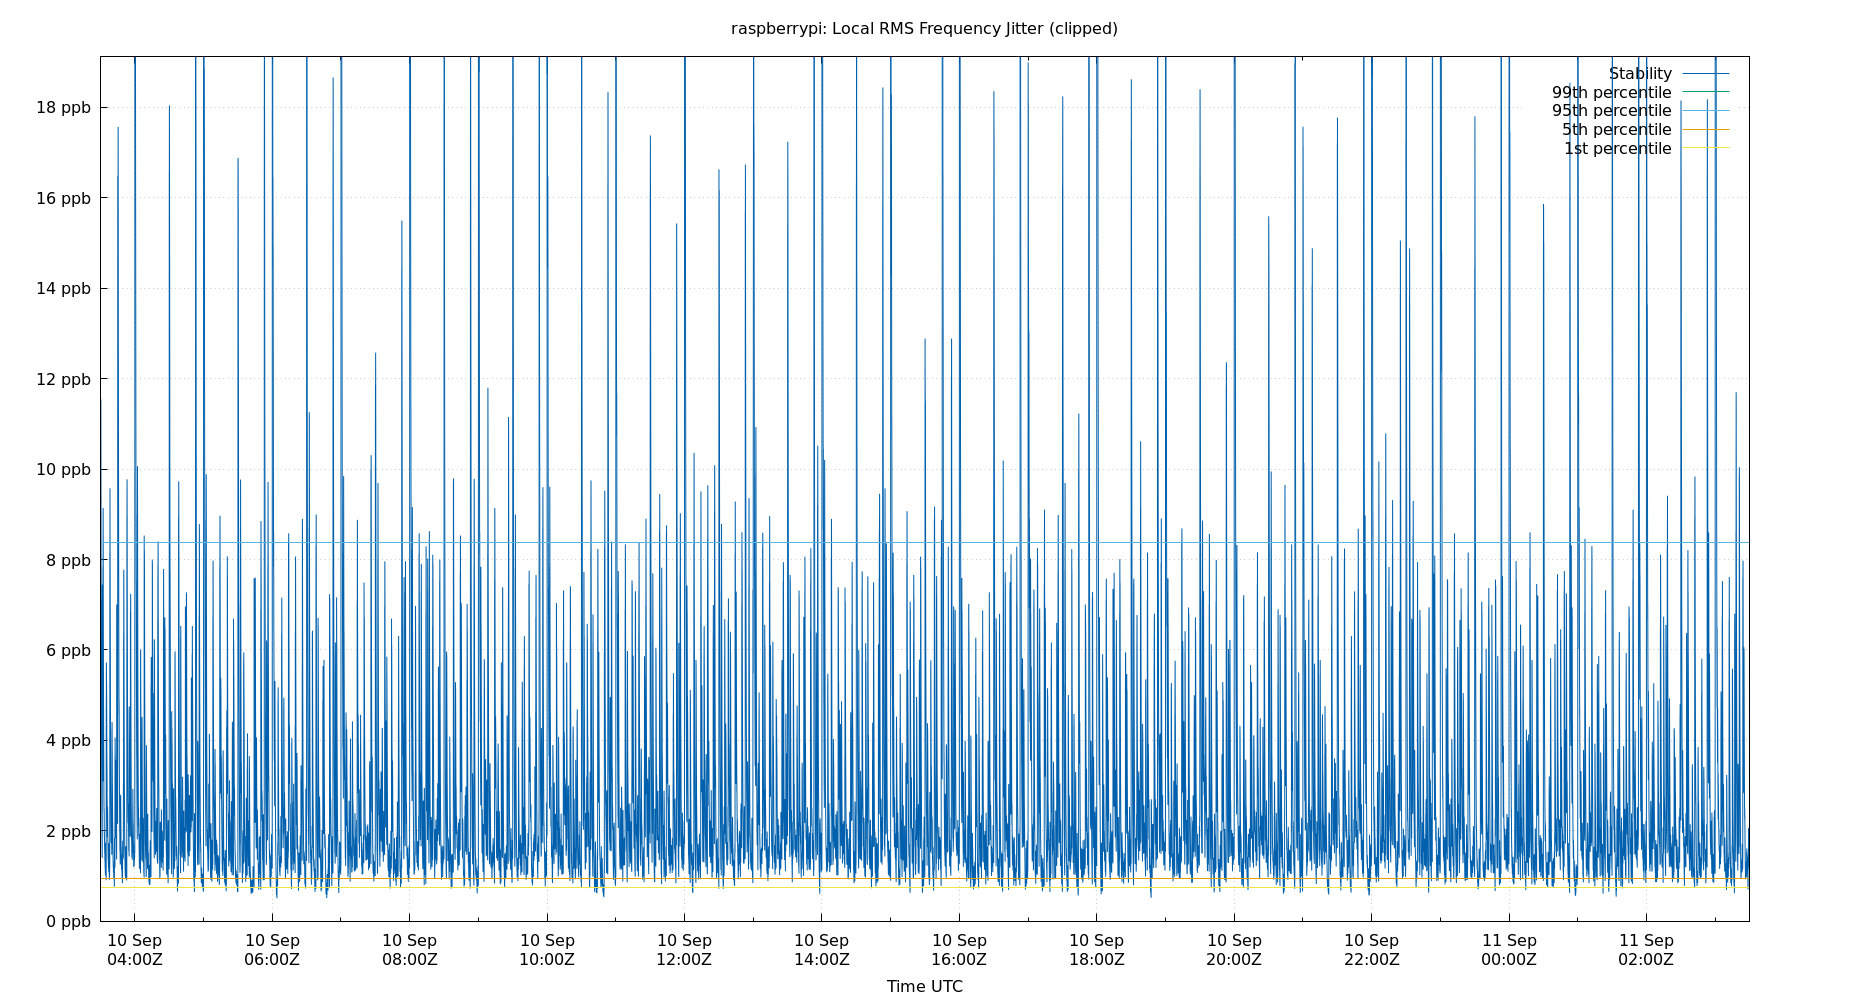 raspberrypi: Local RMS Frequency Jitter (clipped)
Stability
99th percentile
95th percentile
5th percentile
1st percentile
18 ppb
16 ppb
14 ppb
12 ppb
10 ppb
8 ppb
6 ppb
4 ppb
2 ppb
0 ppb
10 Sep 10 Sep 10 Sep 10 Sep 10 Sep 10 Sep 10 Sep 10 Sep 10 Sep 10 Sep 11 Sep 11 Sep
04:00Z 06:00Z 08:00Z 10:00Z 12:00Z 14:00Z 16:00Z 18:00Z 20:00Z 22:00Z 00:00Z 02:00Z
Time UTC